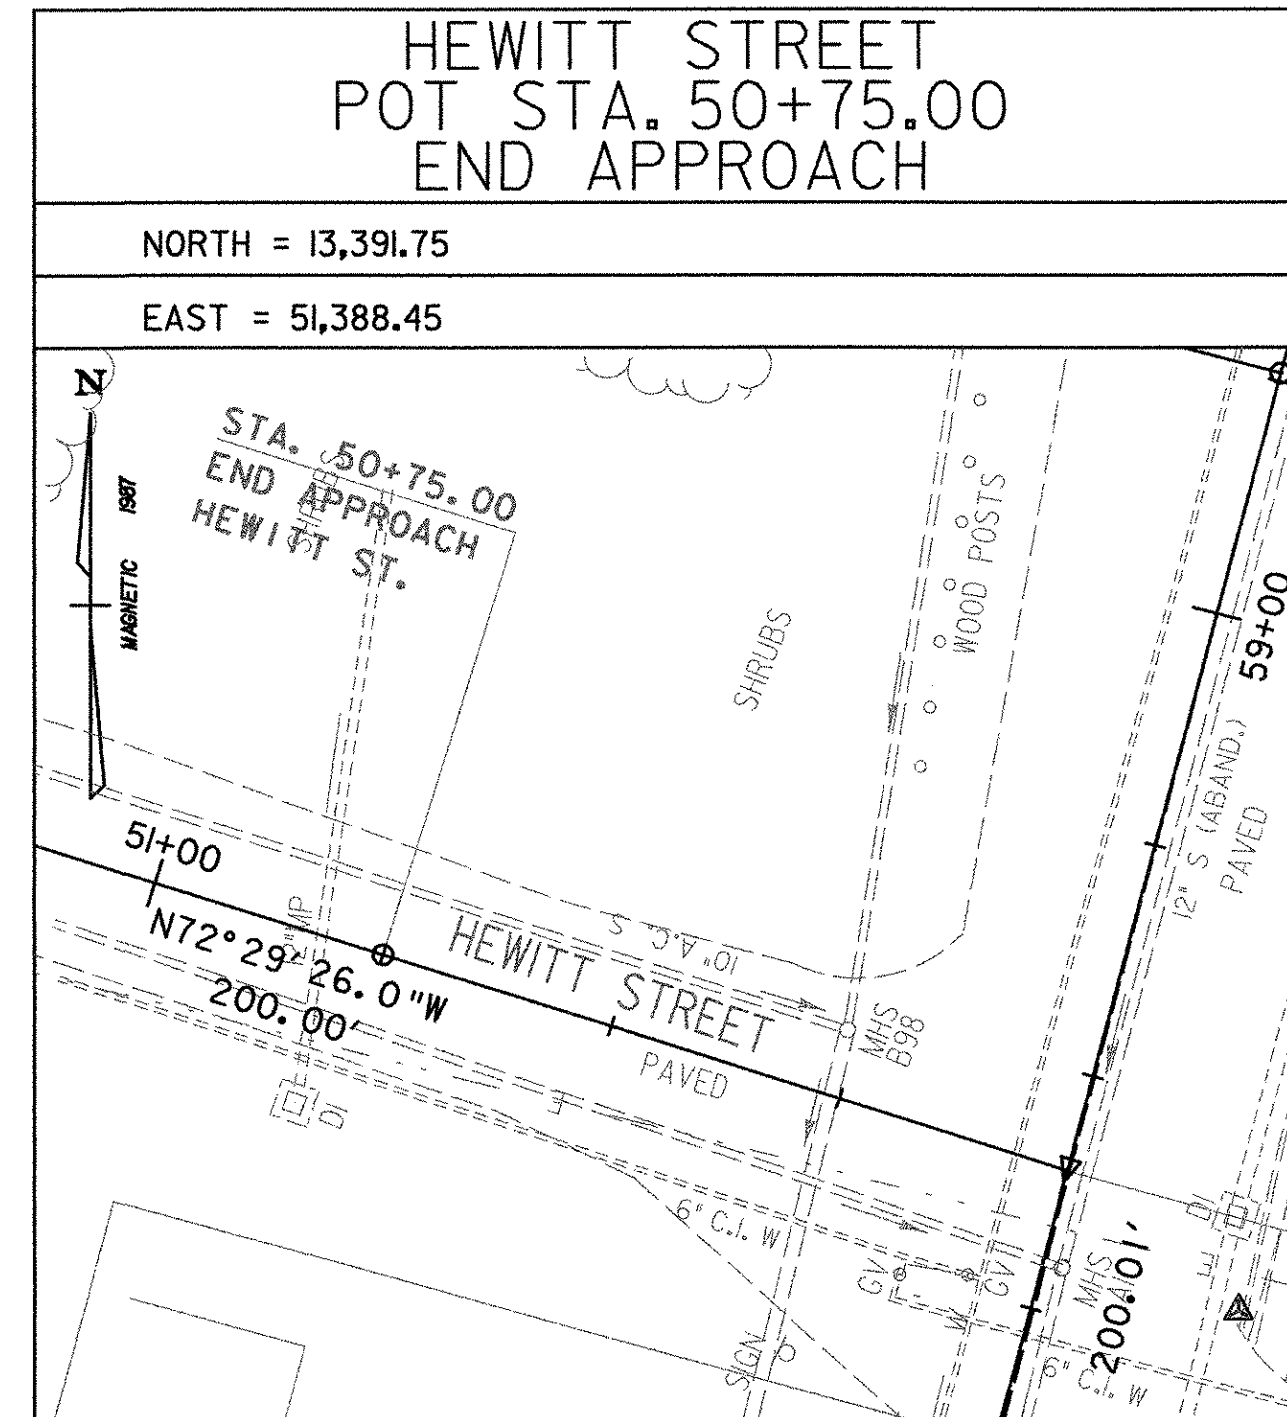 HEWITT STREET
POT STA. 50+75.00
END APPROACH
NORTH = 13,391.75
EAST = 51,388.45
N
MAGNETIC 1987
STA. 50+75.00
END APPROACH
HEWITT ST.
SHRUBS
WOOD POSTS
59+00
12" S (ABAND.)
PAVED
51+00
N72°29'26.0"W
200.00'
HEWITT STREET
10" A.C. S
PAVED
MHS
B98
DI
6" C.I. W
GV
GV
W
MHS
DI
200.01'
SIGN
6" C.I. W